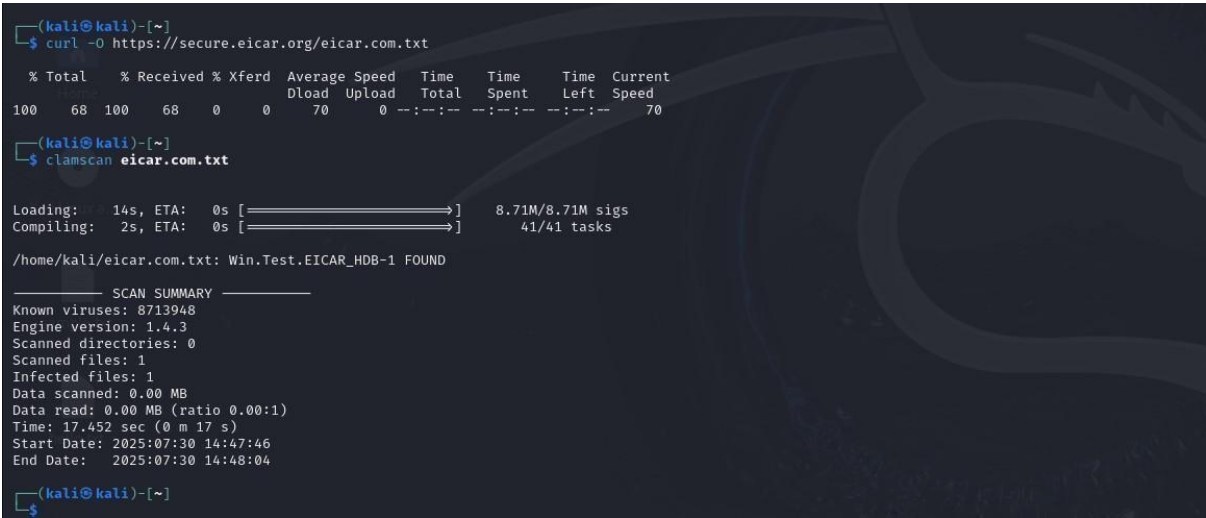 ┌──(kali㉿kali)-[~]
└─$ curl -O https://secure.eicar.org/eicar.com.txt
% Total % Received % Xferd Average Speed Time Time Time Current
Dload Upload Total Spent Left Speed
100 68 100 68 0 0 70 0 --:--:-- --:--:-- --:--:-- 70
┌──(kali㉿kali)-[~]
└─$ clamscan eicar.com.txt
Loading: 14s, ETA: 0s [========================>] 8.71M/8.71M sigs
Compiling: 2s, ETA: 0s [========================>] 41/41 tasks
/home/kali/eicar.com.txt: Win.Test.EICAR_HDB-1 FOUND
----------- SCAN SUMMARY -----------
Known viruses: 8713948
Engine version: 1.4.3
Scanned directories: 0
Scanned files: 1
Infected files: 1
Data scanned: 0.00 MB
Data read: 0.00 MB (ratio 0.00:1)
Time: 17.452 sec (0 m 17 s)
Start Date: 2025:07:30 14:47:46
End Date: 2025:07:30 14:48:04
┌──(kali㉿kali)-[~]
└─$